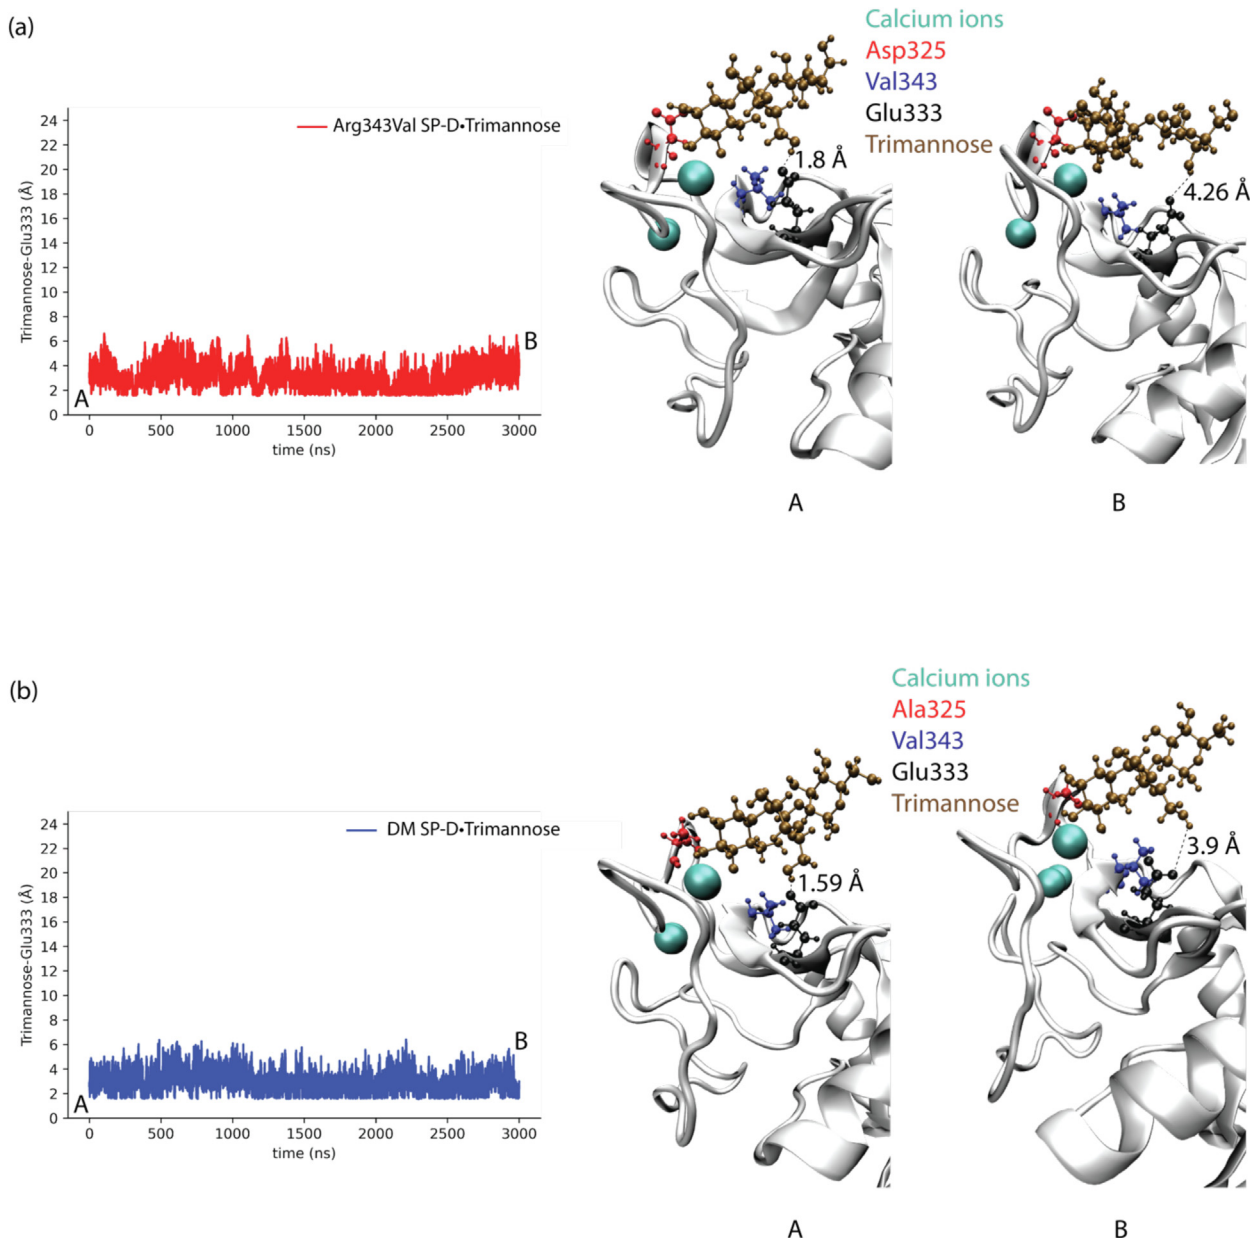 (a)
Calcium ions
Asp325
Val343
Glu333
Trimannose
Arg343Val SP-D•Trimannose
Trimannose-Glu333 (Å)
24
22
20
18
16
14
12
10
8
6
4
2
0
A
B
0 500 1000 1500 2000 2500 3000
time (ns)
1.8 Å
4.26 Å
A B
(b)
Calcium ions
Ala325
Val343
Glu333
Trimannose
DM SP-D•Trimannose
Trimannose-Glu333 (Å)
24
22
20
18
16
14
12
10
8
6
4
2
0
A
B
0 500 1000 1500 2000 2500 3000
time (ns)
1.59 Å
3.9 Å
A B